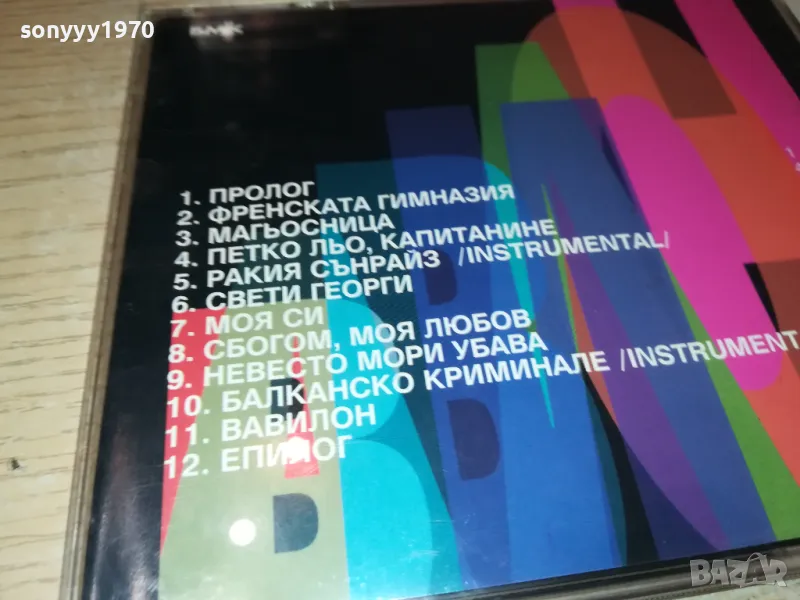 sonyyy1970
БМК
1. ПРОЛОГ
2. ФРЕНСКАТА ГИМНАЗИЯ
3. МАГЬОСНИЦА
4. ПЕТКО ЛЬО, КАПИТАНИНЕ
5. РАКИЯ СЪНРАЙЗ /INSTRUMENTAL/
6. СВЕТИ ГЕОРГИ
7. МОЯ СИ
8. СБОГОМ, МОЯ ЛЮБОВ
9. НЕВЕСТО МОРИ УБАВА
10. БАЛКАНСКО КРИМИНАЛЕ /INSTRUMENT
11. ВАВИЛОН
12. ЕПИЛОГ
BAZAR